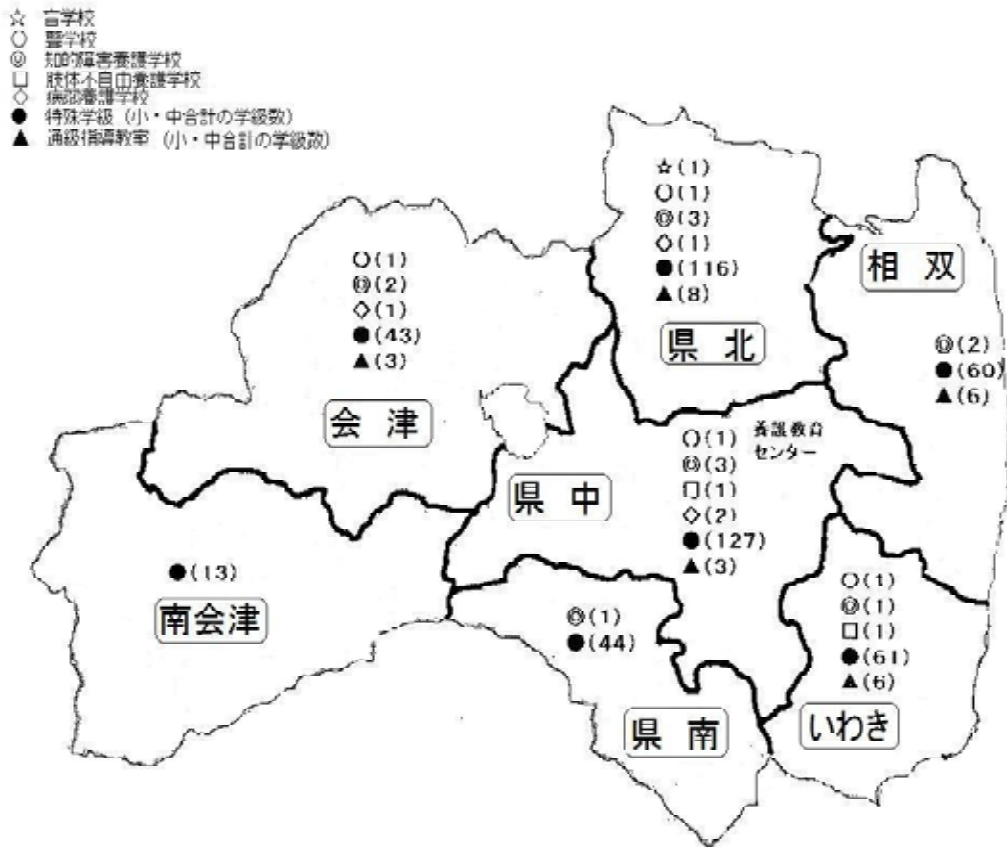 ☆ 盲学校
○ 聾学校
◎ 知的障害養護学校
□ 肢体不自由養護学校
◇ 病弱養護学校
● 特殊学級 (小・中合計の学級数)
▲ 通級指導教室 (小・中合計の学級数)
☆(1)
○(1)
◎(3)
◇(1)
●(116)
▲(8)
県北
相双
◎(2)
●(60)
▲(6)
○(1)
◎(2)
◇(1)
●(43)
▲(3)
会津
養護教育
センター
○(1)
◎(3)
□(1)
◇(2)
●(127)
▲(3)
県中
●(13)
南会津
◎(1)
●(44)
県南
○(1)
◎(1)
□(1)
●(61)
▲(6)
いわき